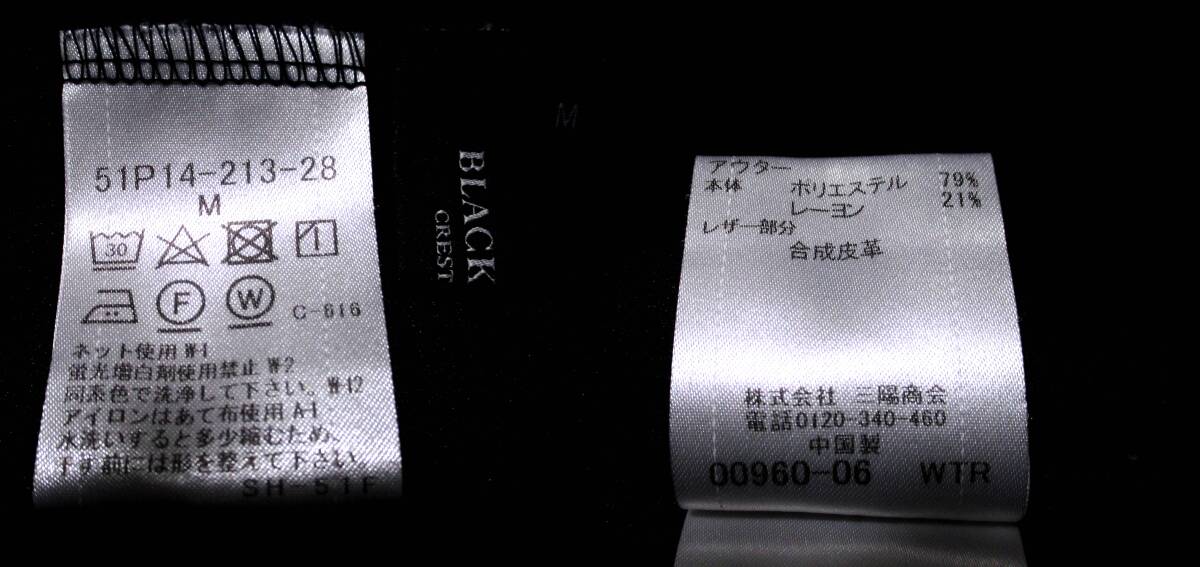 51P14-213-28
M
30
F
W
C-616
ネット使用 W-1
蛍光増白剤使用禁止 W-2
同系色で洗浄して下さい。W-12
アイロンはあて布使用 A-1
水洗いすると多少縮むため、
干す前には形を整えて下さい
SH-51F
BLACK
CREST
M
アウター
本体 ポリエステル 79%
レーヨン 21%
レザー部分
合成皮革
株式会社 三陽商会
電話0120-340-460
中国製
00960-06 WTR